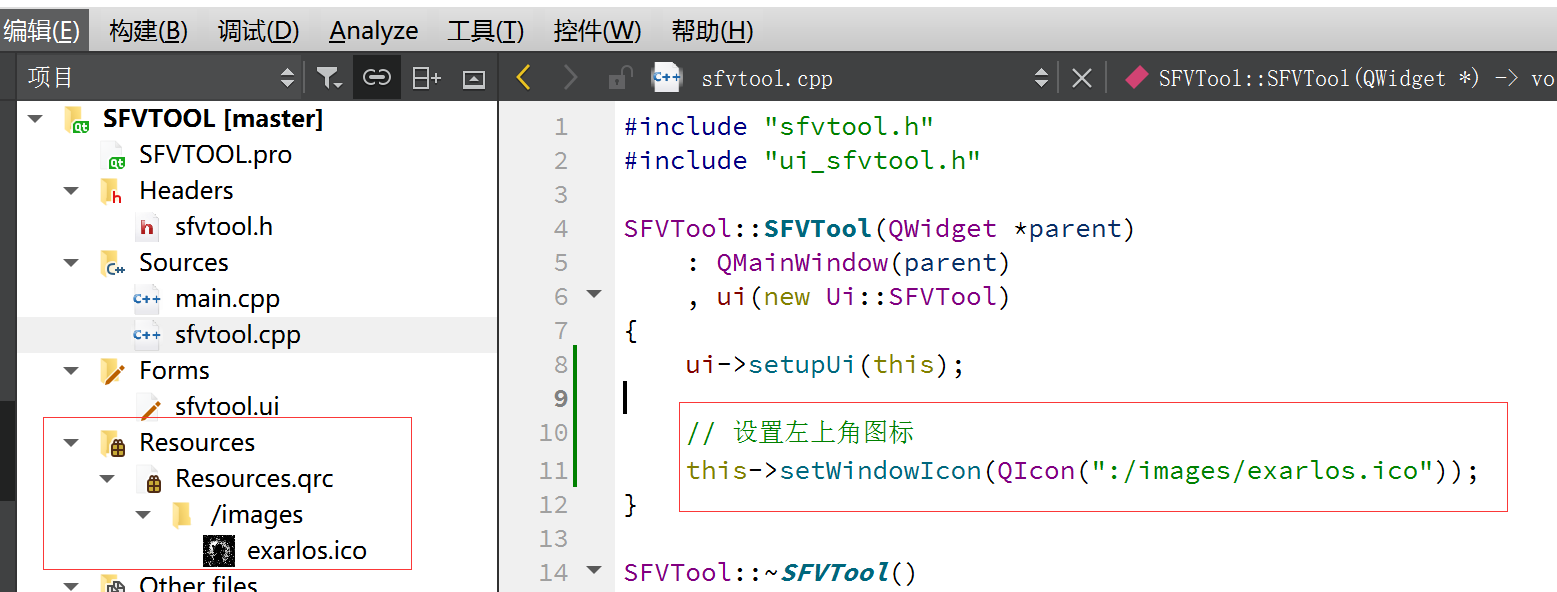 编辑(E) 构建(B) 调试(D) Analyze 工具(T) 控件(W) 帮助(H)
项目
sfvtool.cpp
SFVTool::SFVTool(QWidget *) -> vo
SFVTOOL [master]
SFVTOOL.pro
Headers
sfvtool.h
Sources
main.cpp
sfvtool.cpp
Forms
sfvtool.ui
Resources
Resources.qrc
/images
exarlos.ico
Other files
1 #include "sfvtool.h"
2 #include "ui_sfvtool.h"
3
4 SFVTool::SFVTool(QWidget *parent)
5 : QMainWindow(parent)
6 , ui(new Ui::SFVTool)
7 {
8 ui->setupUi(this);
9
10 // 设置左上角图标
11 this->setWindowIcon(QIcon(":/images/exarlos.ico"));
12 }
13
14 SFVTool::~SFVTool()